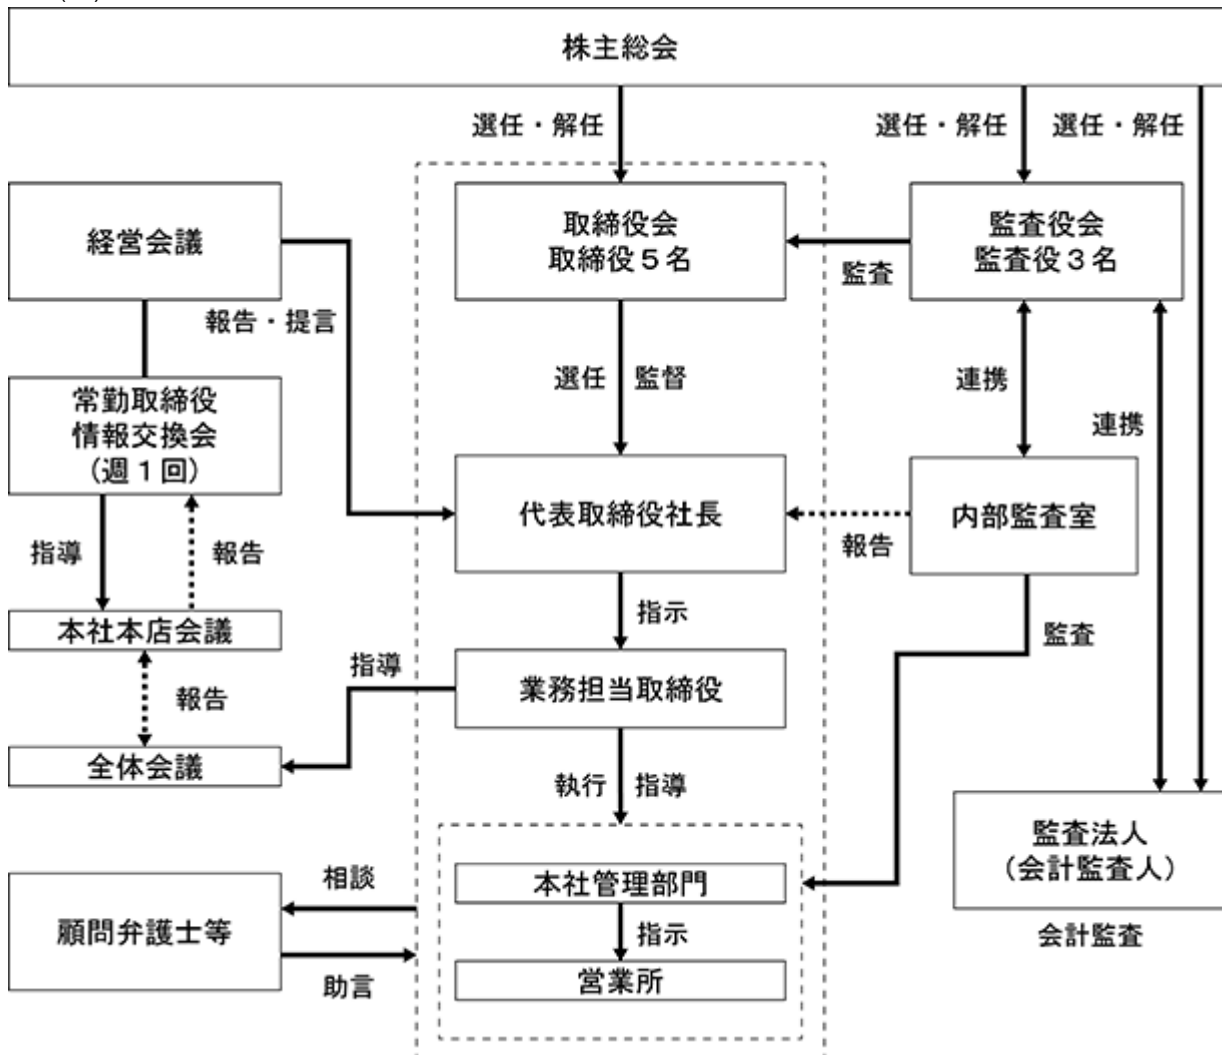 株主総会
選任・解任
選任・解任
選任・解任
経営会議
取締役会
取締役５名
監査役会
監査役３名
監査
報告・提言
選任
監督
連携
連携
常勤取締役
情報交換会
（週１回）
代表取締役社長
内部監査室
報告
指導
報告
指示
監査
本社本店会議
業務担当取締役
指導
報告
全体会議
執行
指導
監査法人
（会計監査人）
会計監査
本社管理部門
相談
顧問弁護士等
指示
営業所
助言